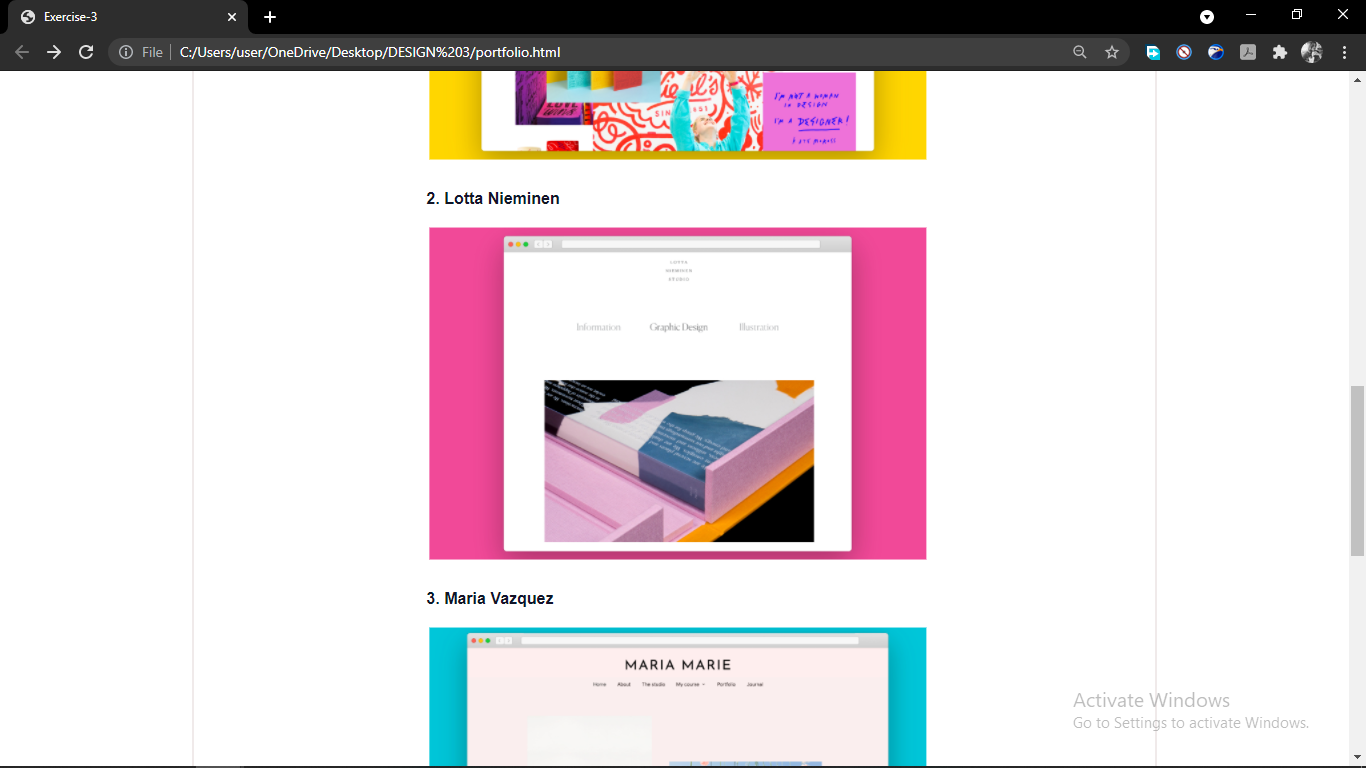 Exercise-3
File
C:/Users/user/OneDrive/Desktop/DESIGN%203/portfolio.html
I'M NOT A WOMAN
IN DESIGN
I'M A DESIGNER!
2. Lotta Nieminen
LOTTA
NIEMINEN
STUDIO
Information Graphic Design Illustration
3. Maria Vazquez
MARIA MARIE
Home About The studio My course Portfolio Journal
Activate Windows
Go to Settings to activate Windows.